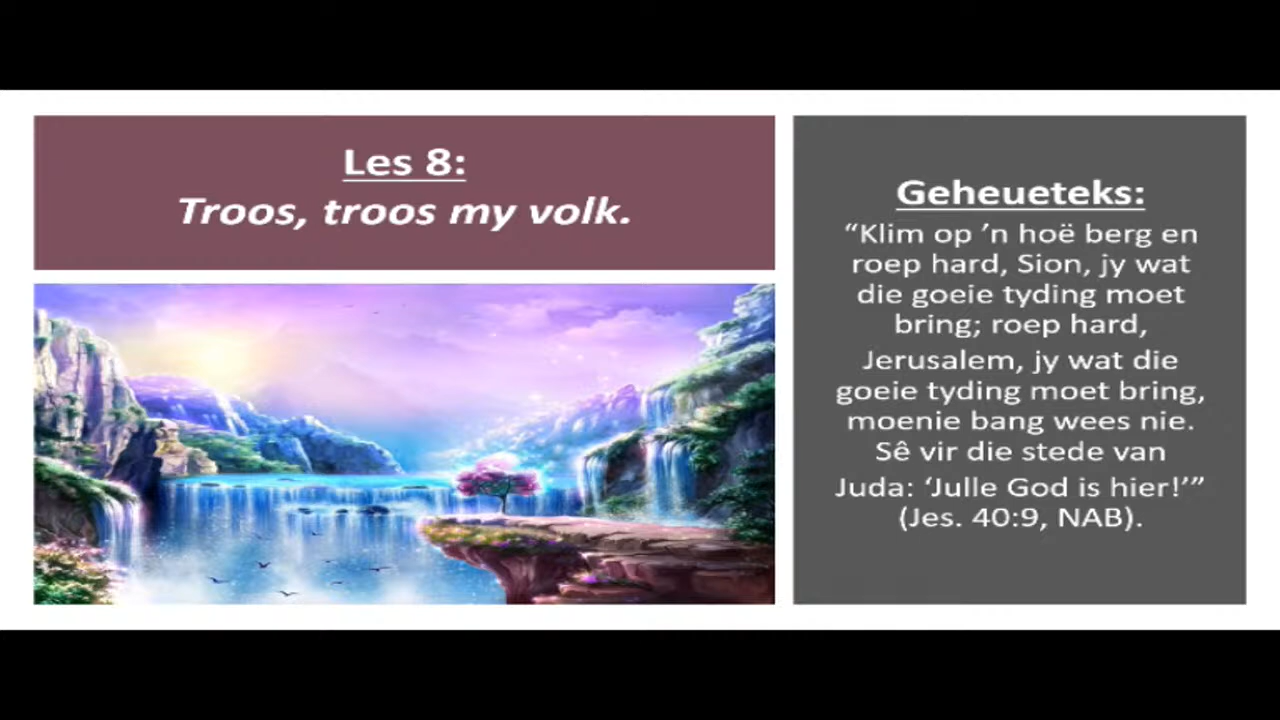 Les 8:
Troos, troos my volk.
Geheueteks:
“Klim op ’n hoë berg en
roep hard, Sion, jy wat
die goeie tyding moet
bring; roep hard,
Jerusalem, jy wat die
goeie tyding moet bring,
moenie bang wees nie.
Sê vir die stede van
Juda: ‘Julle God is hier!’”
(Jes. 40:9, NAB).